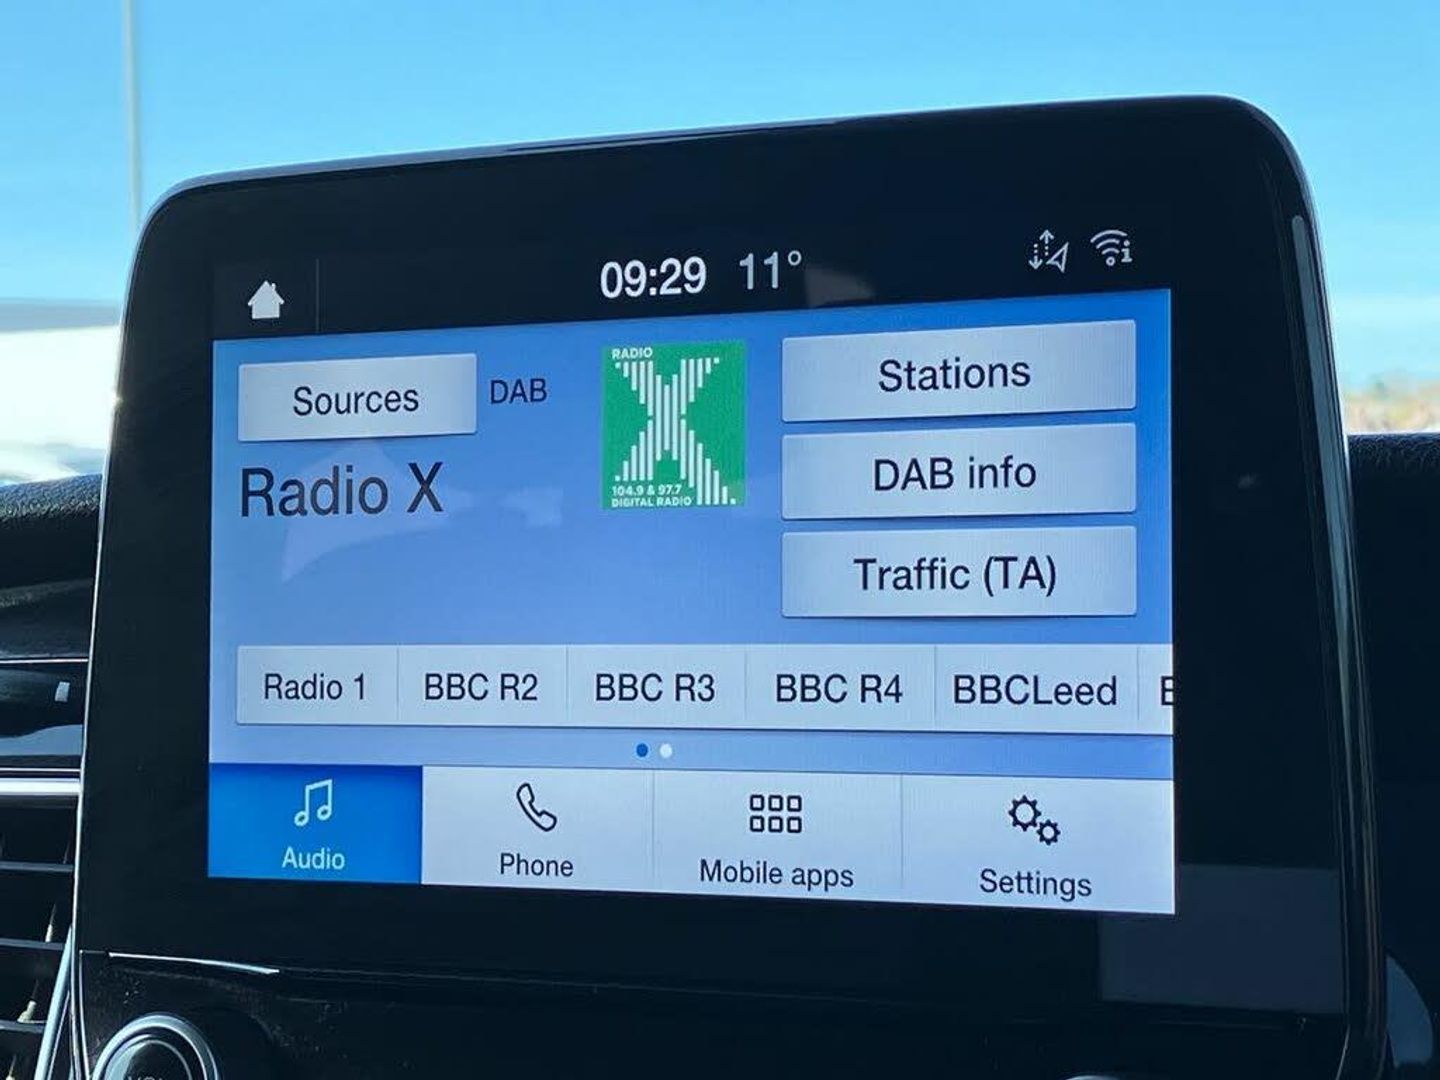 09:29 11°
Sources DAB
Radio X
RADIO
104.9 & 97.7
DIGITAL RADIO
Stations
DAB info
Traffic (TA)
Radio 1 BBC R2 BBC R3 BBC R4 BBCLeed
Audio Phone Mobile apps Settings